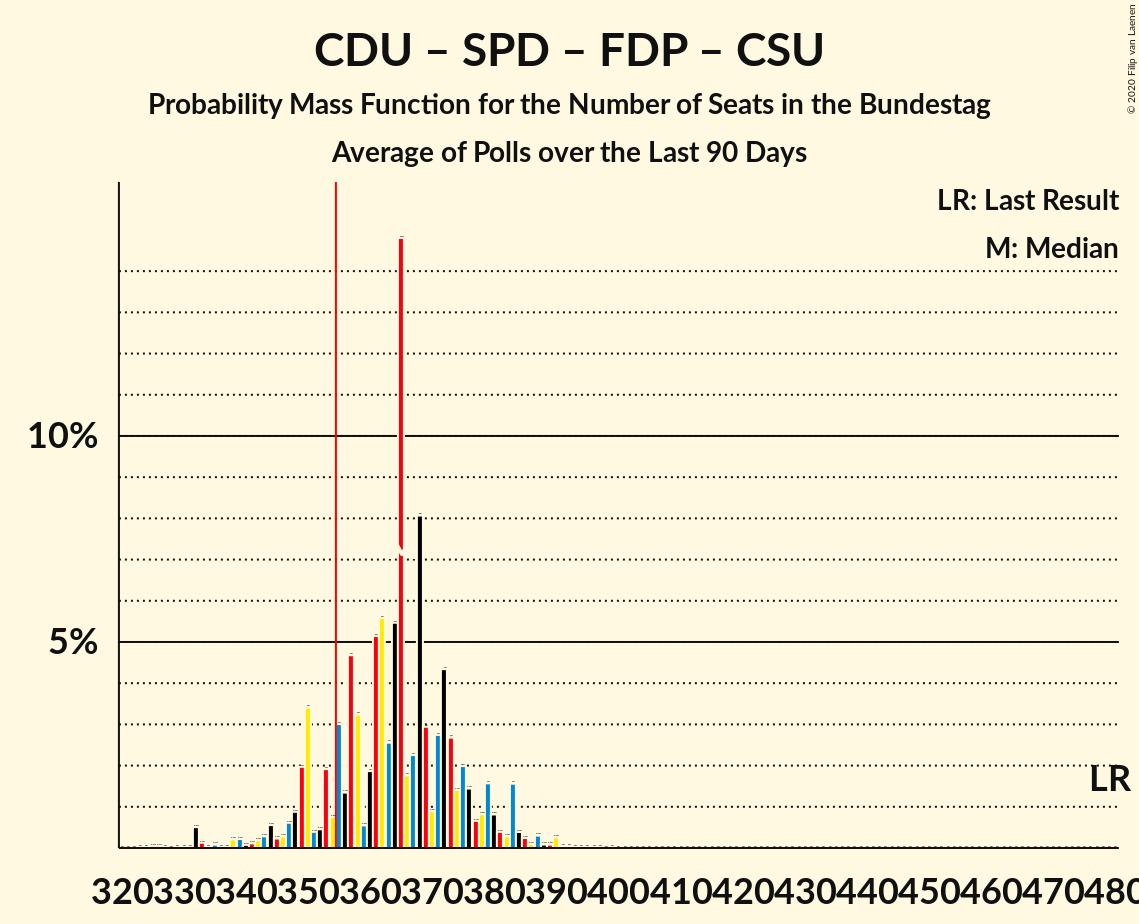 CDU – SPD – FDP – CSU
Probability Mass Function for the Number of Seats in the Bundestag
Average of Polls over the Last 90 Days
© 2020 Filip van Laenen
LR: Last Result
M: Median
10%
5%
LR
320 330 340 350 360 370 380 390 400 410 420 430 440 450 460 470 480